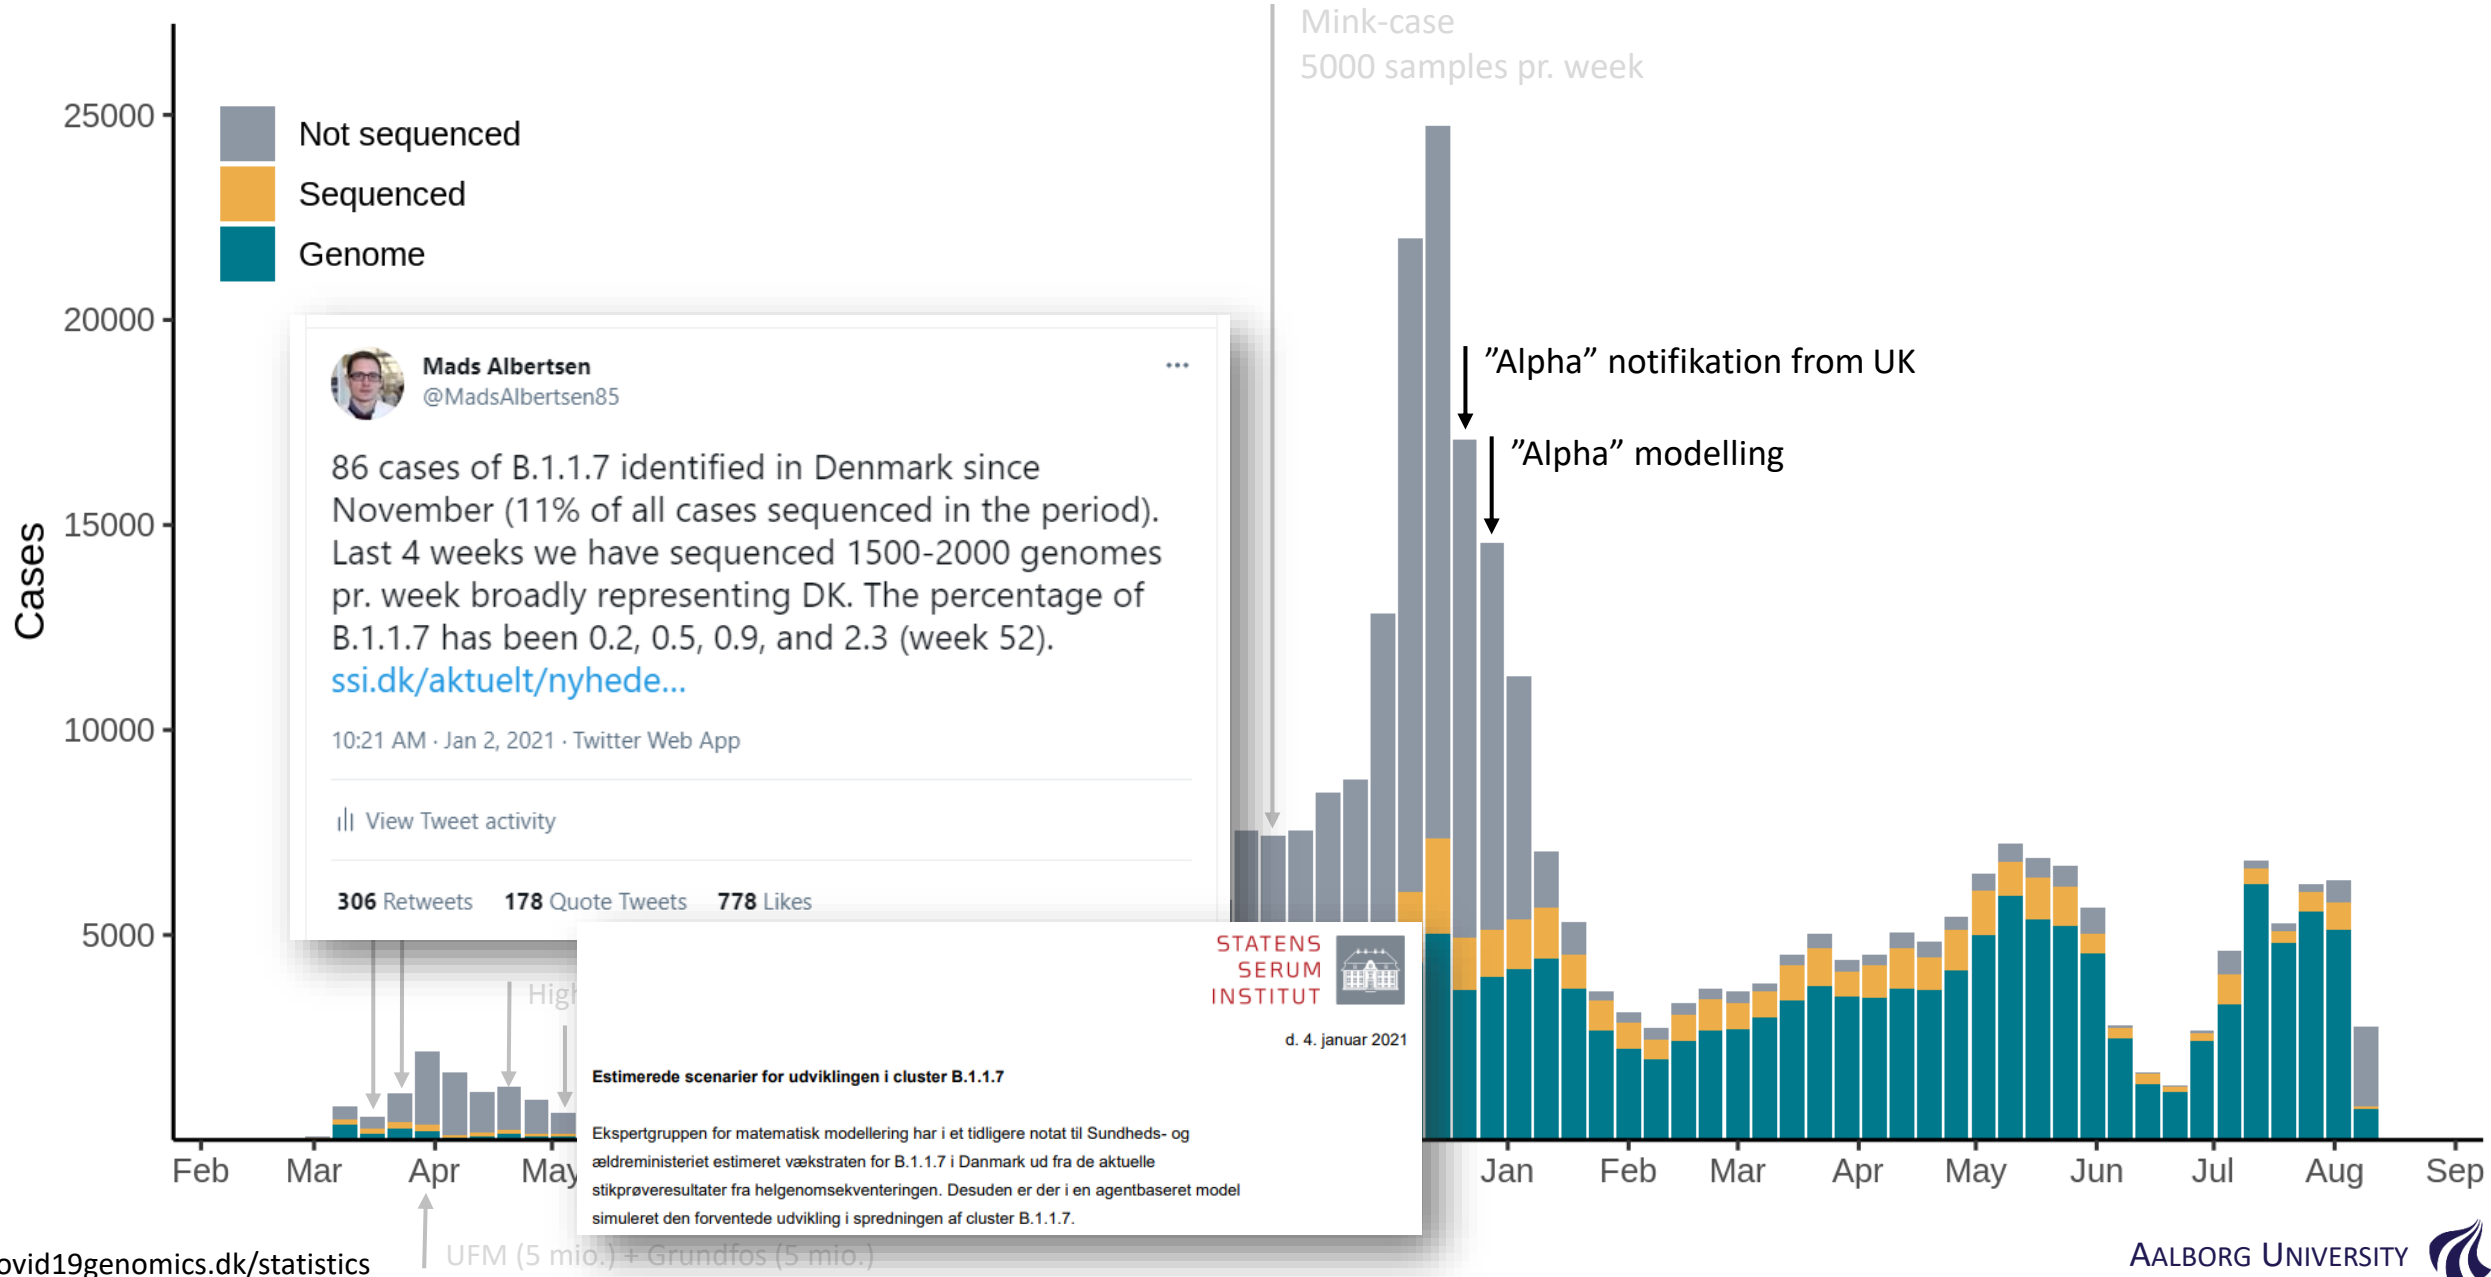 Mink-case
5000 samples pr. week
25000
20000
15000
10000
5000
Cases
Not sequenced
Sequenced
Genome
Mads Albertsen
@MadsAlbertsen85
86 cases of B.1.1.7 identified in Denmark since
November (11% of all cases sequenced in the period).
Last 4 weeks we have sequenced 1500-2000 genomes
pr. week broadly representing DK. The percentage of
B.1.1.7 has been 0.2, 0.5, 0.9, and 2.3 (week 52).
ssi.dk/aktuelt/nyhede...
10:21 AM · Jan 2, 2021 · Twitter Web App
View Tweet activity
306 Retweets 178 Quote Tweets 778 Likes
”Alpha” notifikation from UK
”Alpha” modelling
High
STATENS
SERUM
INSTITUT
d. 4. januar 2021
Estimerede scenarier for udviklingen i cluster B.1.1.7
Ekspertgruppen for matematisk modellering har i et tidligere notat til Sundheds- og
ældreministeriet estimeret vækstraten for B.1.1.7 i Danmark ud fra de aktuelle
stikprøveresultater fra helgenomsekventeringen. Desuden er der i en agentbaseret model
simuleret den forventede udvikling i spredningen af cluster B.1.1.7.
Feb Mar Apr May Jan Feb Mar Apr May Jun Jul Aug Sep
UFM (5 mio.) + Grundfos (5 mio.)
ovid19genomics.dk/statistics
AALBORG UNIVERSITY